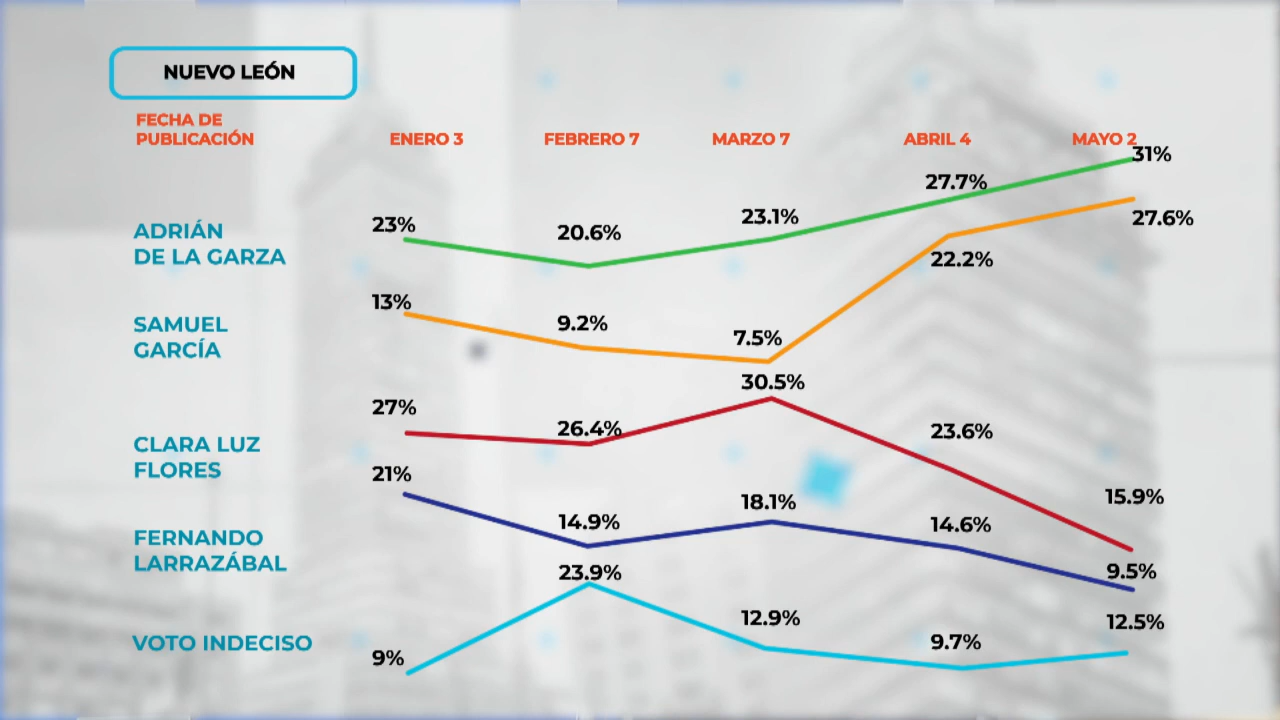 NUEVO LEÓN
FECHA DE
PUBLICACIÓN
ENERO 3
FEBRERO 7
MARZO 7
ABRIL 4
MAYO 2
ADRIÁN
DE LA GARZA
23%
20.6%
23.1%
27.7%
31%
SAMUEL
GARCÍA
13%
9.2%
7.5%
22.2%
27.6%
CLARA LUZ
FLORES
27%
26.4%
30.5%
23.6%
15.9%
FERNANDO
LARRAZÁBAL
21%
14.9%
18.1%
14.6%
9.5%
VOTO INDECISO
9%
23.9%
12.9%
9.7%
12.5%